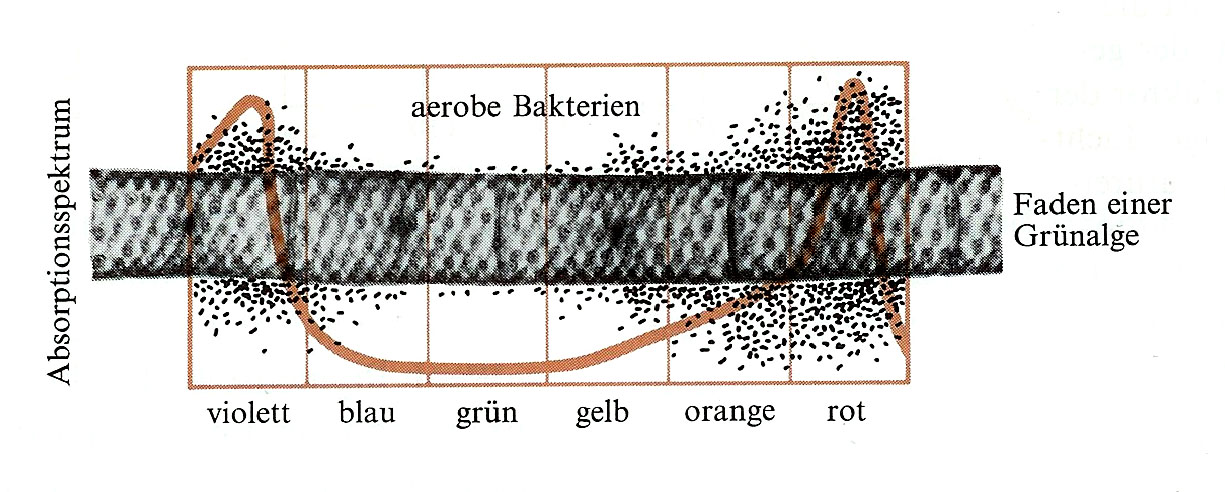 aerobe Bakterien
Absorptionsspektrum
Faden einer
Grünalge
violett blau grün gelb orange rot